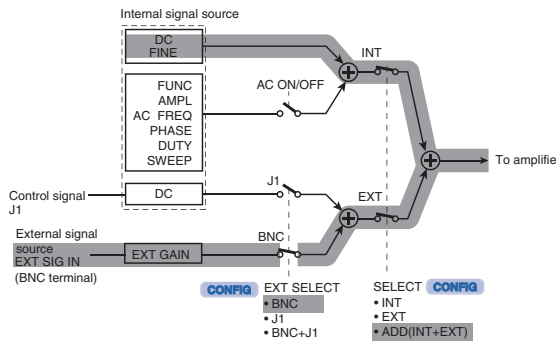 Internal signal source
DC
FINE
INT
FUNC
AMPL
AC FREQ
PHASE
DUTY
SWEEP
AC ON/OFF
To amplifie
Control signal
J1
DC
J1
EXT
External signal
source
EXT SIG IN
(BNC terminal)
EXT GAIN
BNC
CONFIG EXT SELECT
• BNC
• J1
• BNC+J1
SELECT CONFIG
• INT
• EXT
• ADD(INT+EXT)